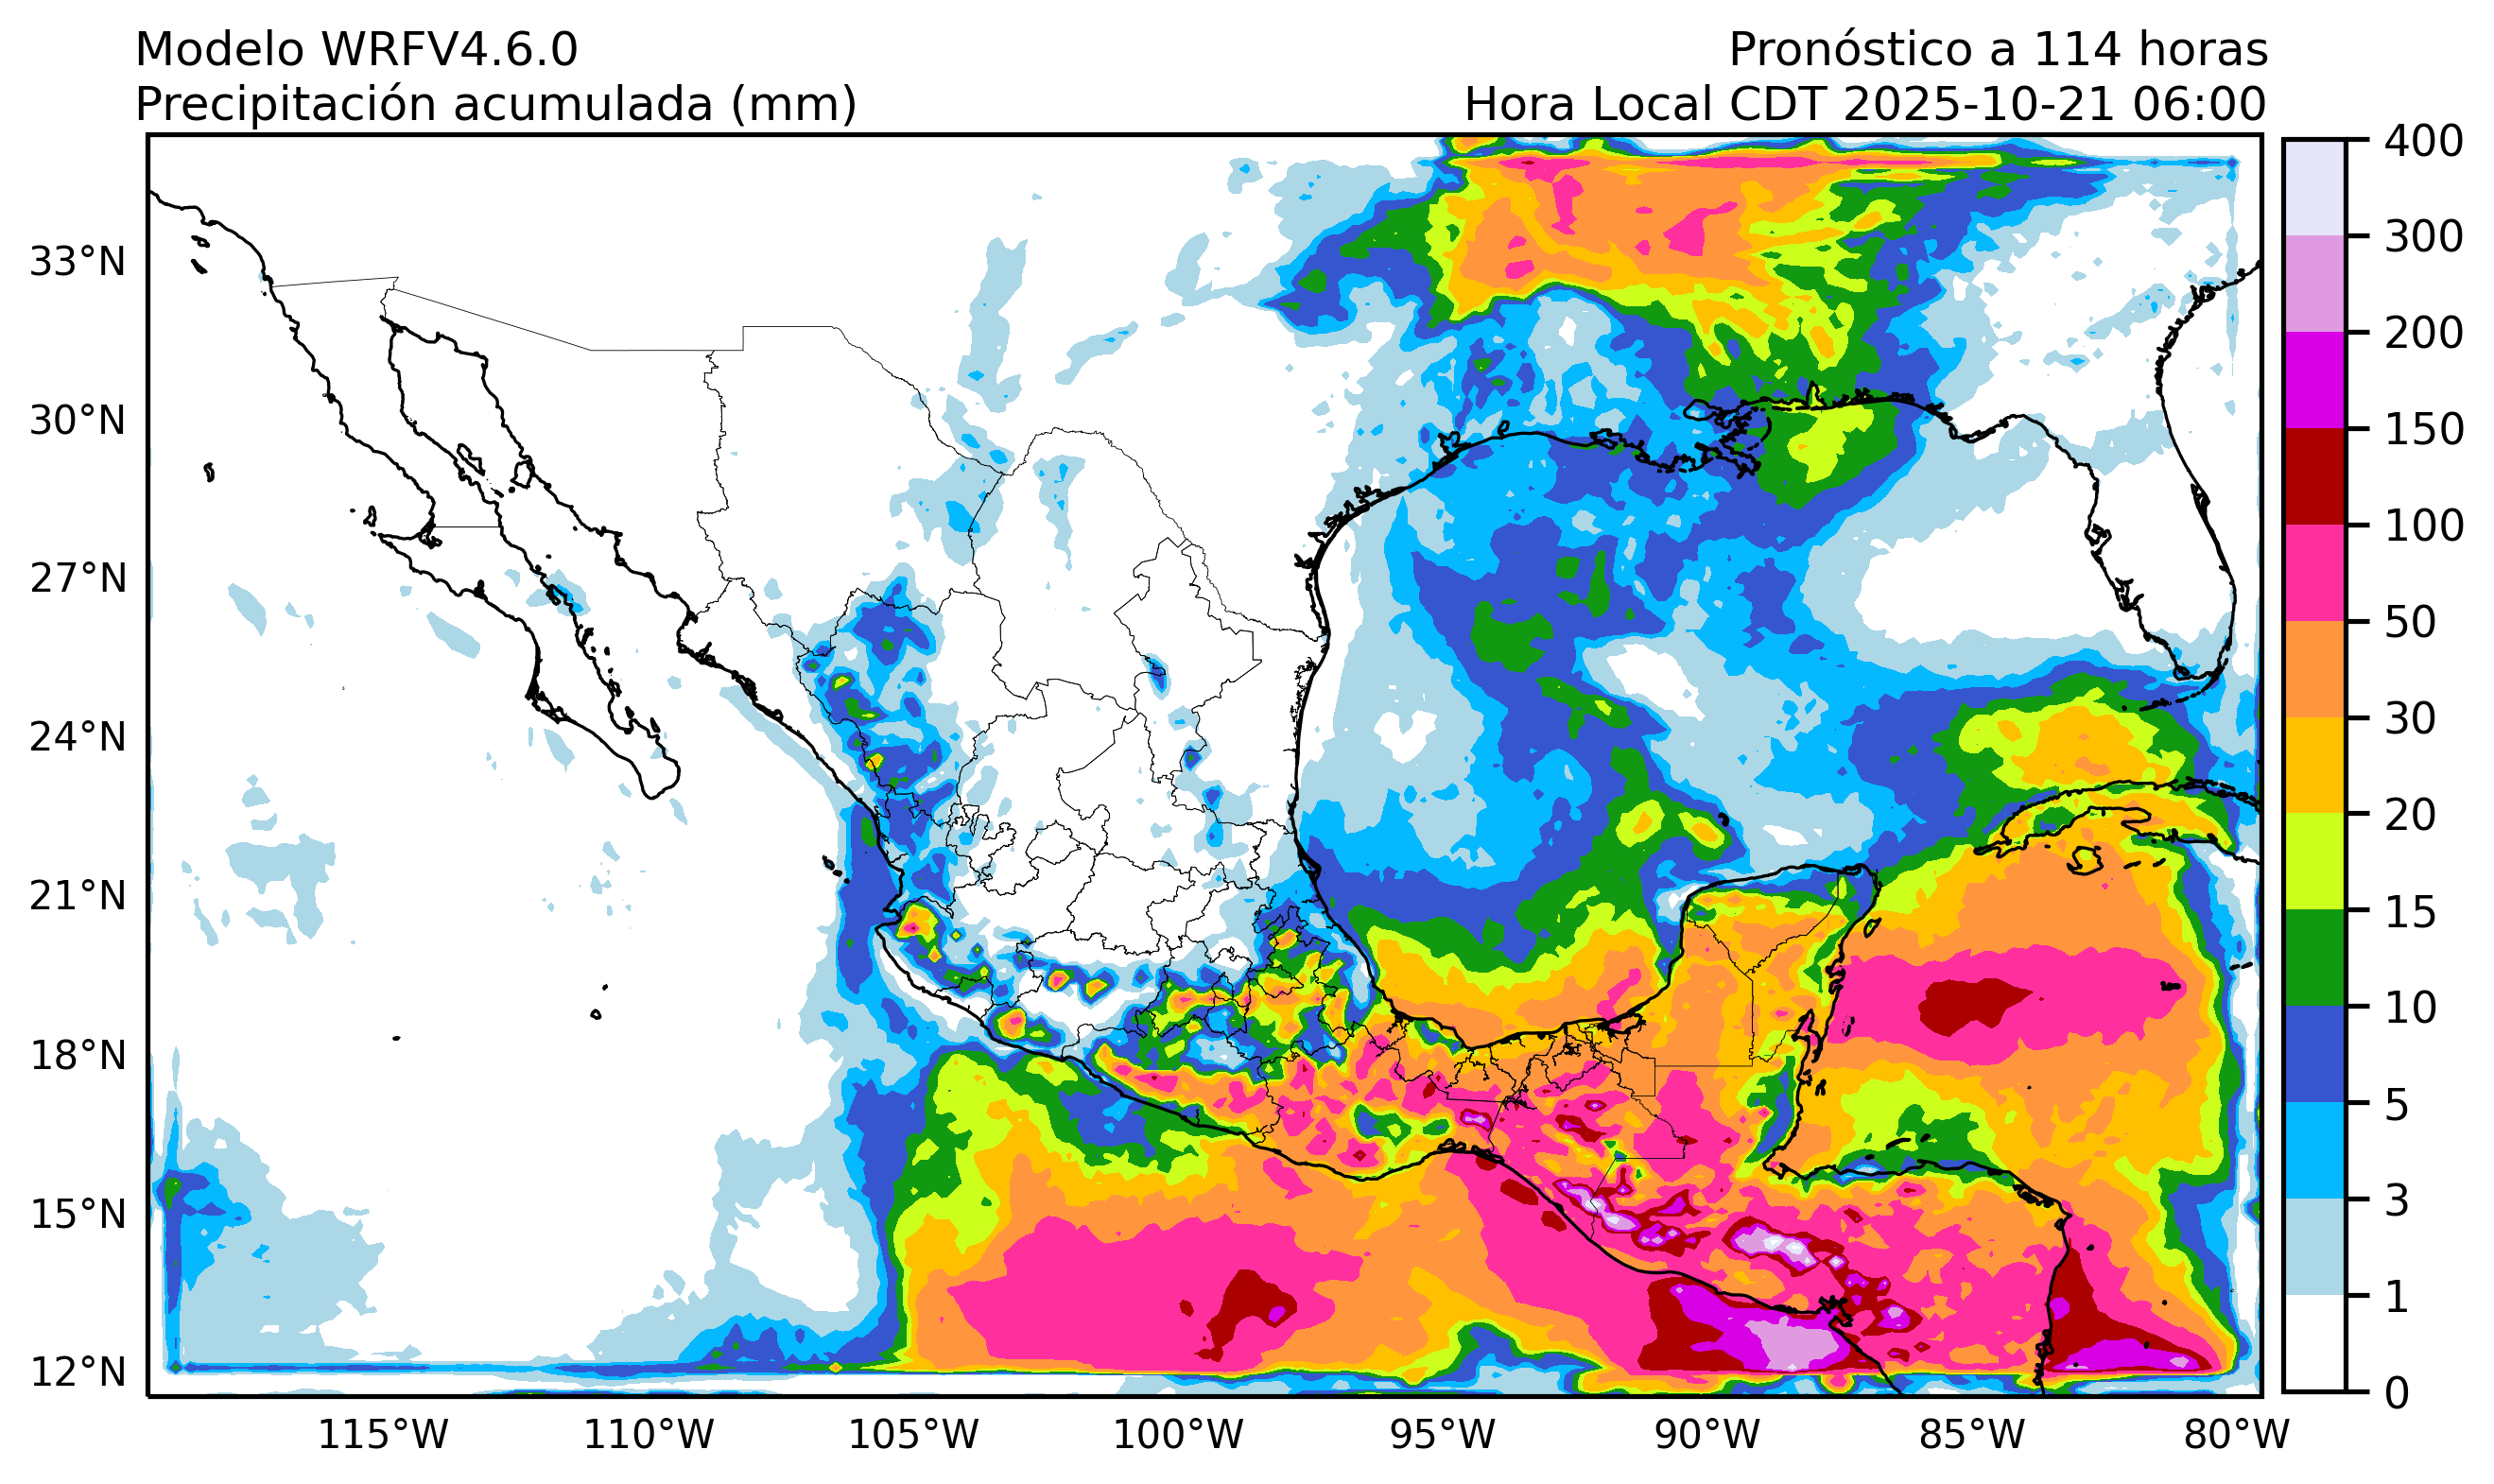 Modelo WRFV4.6.0
Pronóstico a 114 horas
Precipitación acumulada (mm)
Hora Local CDT 2025-10-21 06:00
33°N
30°N
27°N
24°N
21°N
18°N
15°N
12°N
115°W
110°W
105°W
100°W
95°W
90°W
85°W
80°W
400
300
200
150
100
50
30
20
15
10
5
3
1
0